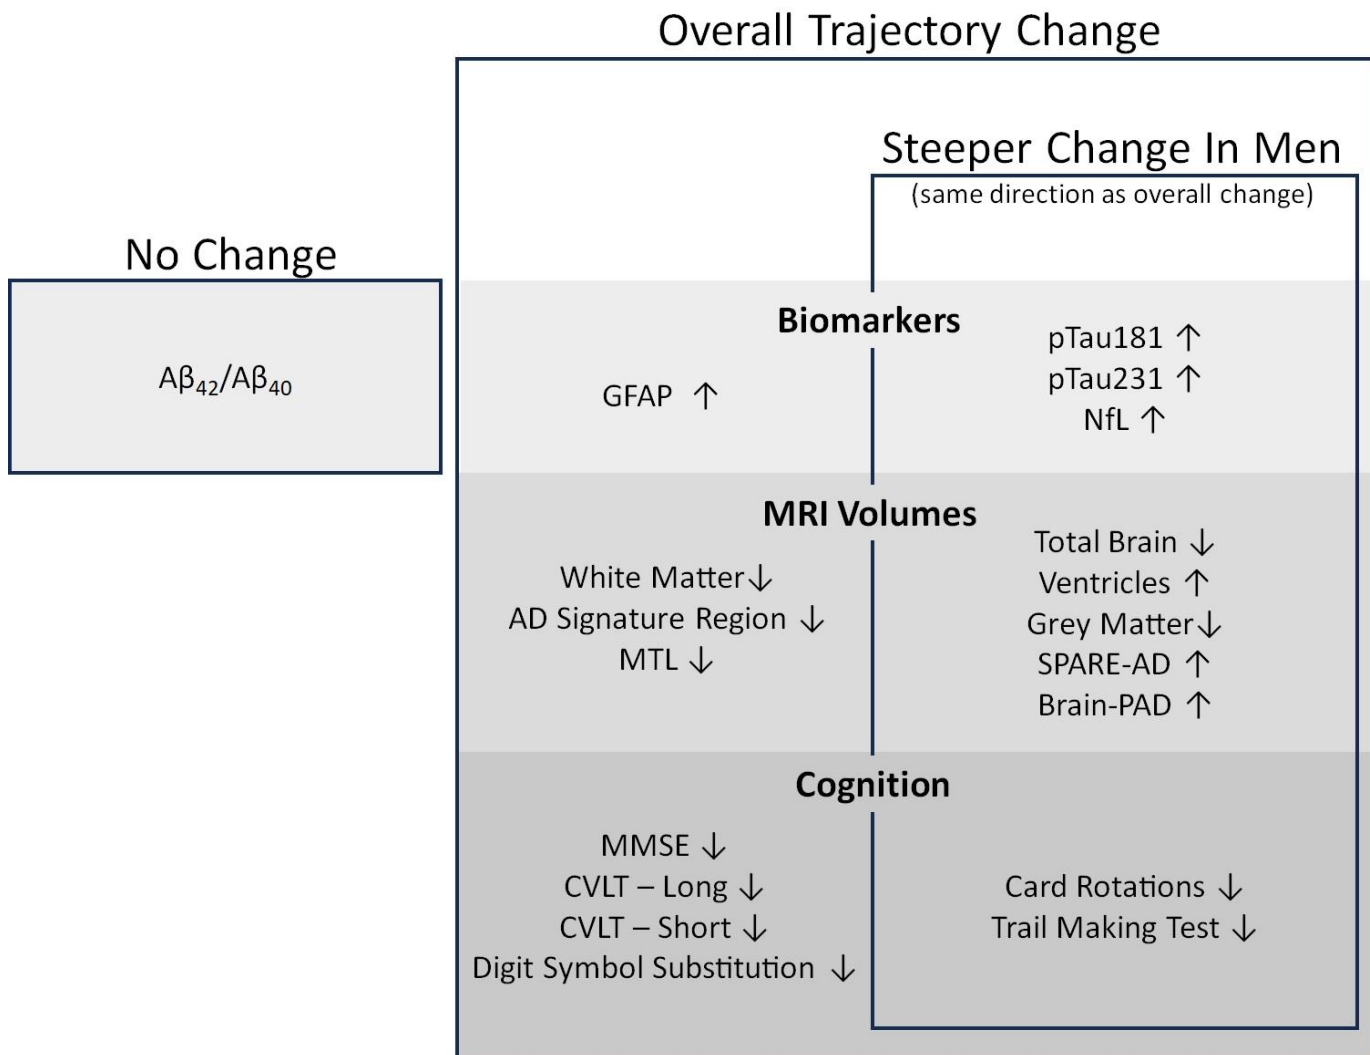 Overall Trajectory Change
Steeper Change In Men
(same direction as overall change)
No Change
Aβ₄₂/Aβ₄₀
Biomarkers
GFAP ↑
pTau181 ↑
pTau231 ↑
NfL ↑
MRI Volumes
White Matter↓
AD Signature Region ↓
MTL ↓
Total Brain ↓
Ventricles ↑
Grey Matter↓
SPARE-AD ↑
Brain-PAD ↑
Cognition
MMSE ↓
CVLT – Long ↓
CVLT – Short ↓
Digit Symbol Substitution ↓
Card Rotations ↓
Trail Making Test ↓